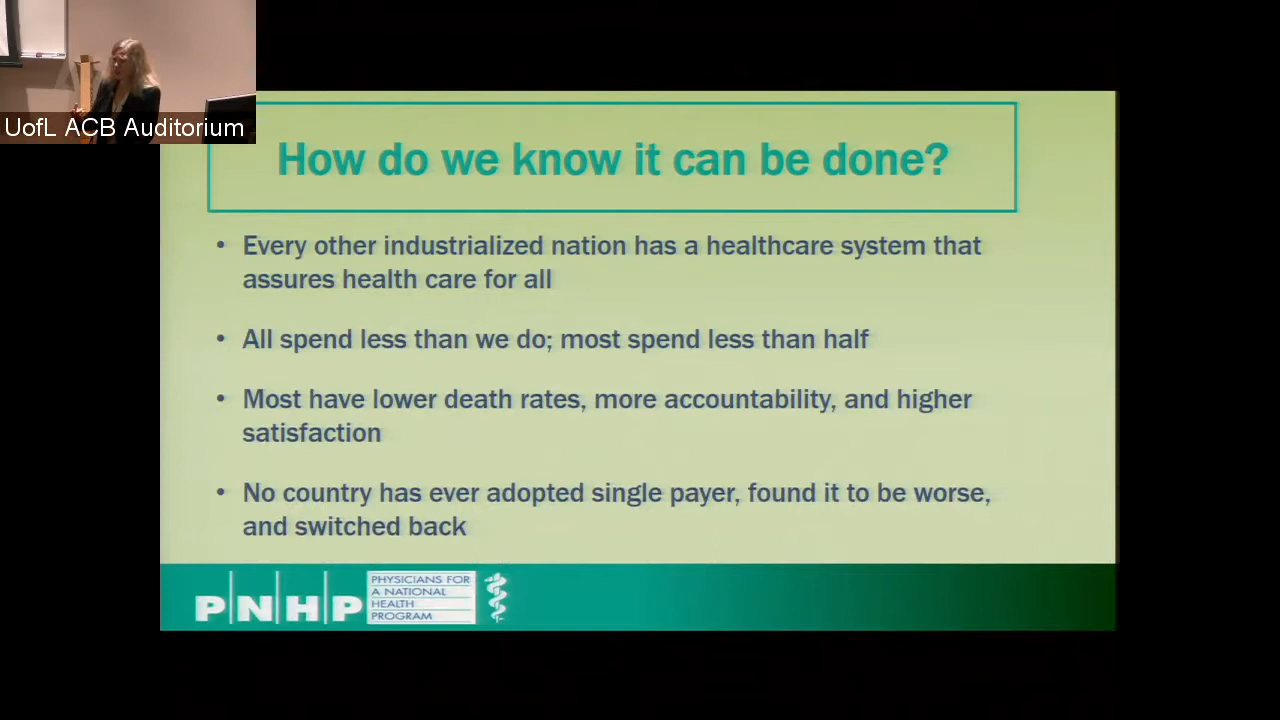 UofL ACB Auditorium
How do we know it can be done?
• Every other industrialized nation has a healthcare system that
assures health care for all
• All spend less than we do; most spend less than half
• Most have lower death rates, more accountability, and higher
satisfaction
• No country has ever adopted single payer, found it to be worse,
and switched back
PNHP
PHYSICIANS FOR
A NATIONAL
HEALTH
PROGRAM